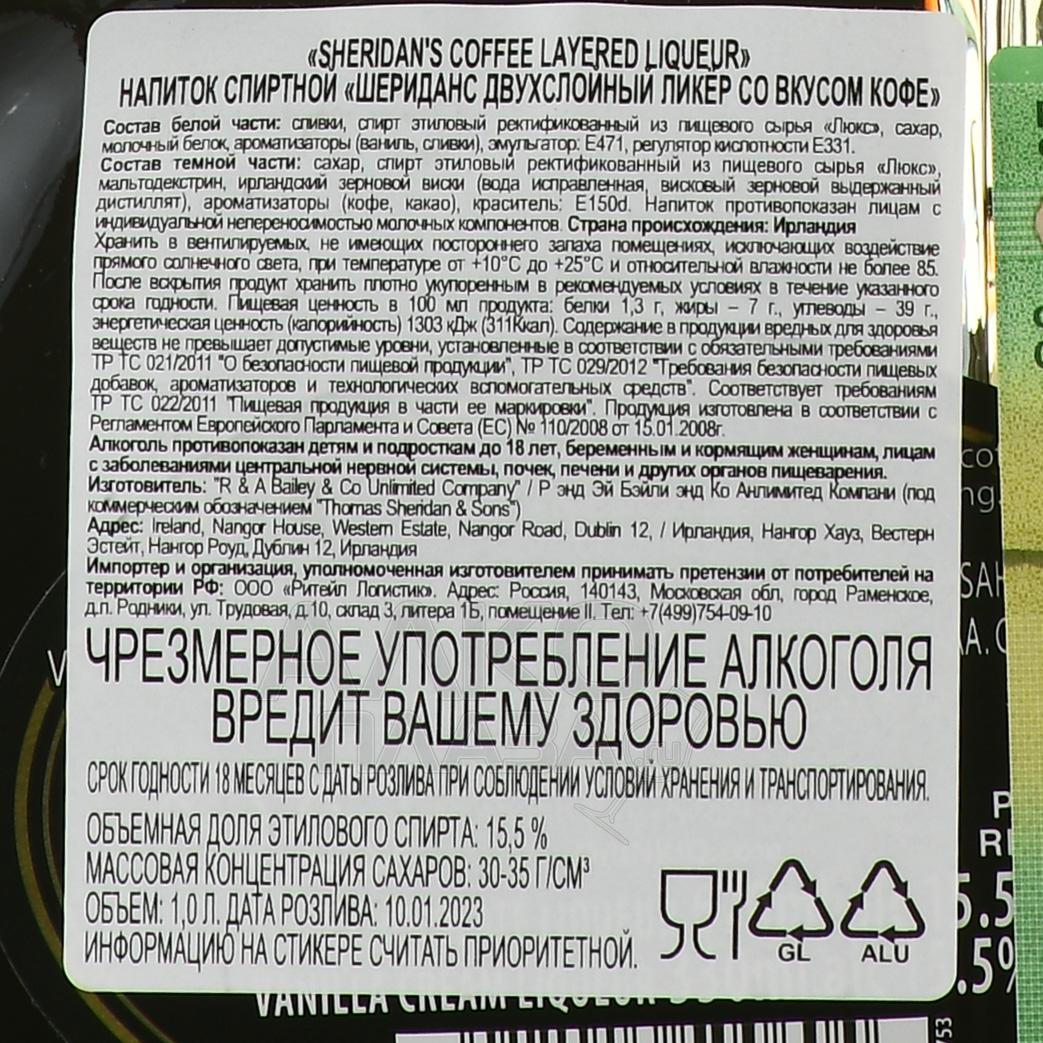 «SHERIDAN'S COFFEE LAYERED LIQUEUR»
НАПИТОК СПИРТНОЙ «ШЕРИДАНС ДВУХСЛОЙНЫЙ ЛИКЕР СО ВКУСОМ КОФЕ»
Состав белой части: сливки, спирт этиловый ректификованный из пищевого сырья «Люкс», сахар,
молочный белок, ароматизаторы (ваниль, сливки), эмульгатор: Е471, регулятор кислотности Е331.
Состав темной части: сахар, спирт этиловый ректификованный из пищевого сырья «Люкс»,
мальтодекстрин, ирландский зерновой виски (вода исправленная, висковый зерновой выдержанный
дистиллят), ароматизаторы (кофе, какао), краситель: Е150d. Напиток противопоказан лицам с
индивидуальной непереносимостью молочных компонентов. Страна происхождения: Ирландия
Хранить в вентилируемых, не имеющих постороннего запаха помещениях, исключающих воздействие
прямого солнечного света, при температуре от +10°С до +25°С и относительной влажности не более 85.
После вскрытия продукт хранить плотно укупоренным в рекомендуемых условиях в течение указанного
срока годности. Пищевая ценность в 100 мл продукта: белки 1,3 г, жиры – 7 г., углеводы – 39 г.,
энергетическая ценность (калорийность) 1303 кДж (311Ккал). Содержание в продукции вредных для здоровья
веществ не превышает допустимые уровни, установленные в соответствии с обязательными требованиями
ТР ТС 021/2011 "О безопасности пищевой продукции", ТР ТС 029/2012 "Требования безопасности пищевых
добавок, ароматизаторов и технологических вспомогательных средств". Соответствует требованиям
ТР ТС 022/2011 "Пищевая продукция в части ее маркировки". Продукция изготовлена в соответствии с
Регламентом Европейского Парламента и Совета (ЕС) № 110/2008 от 15.01.2008г.
Алкоголь противопоказан детям и подросткам до 18 лет, беременным и кормящим женщинам, лицам
с заболеваниями центральной нервной системы, почек, печени и других органов пищеварения.
Изготовитель: "R & A Bailey & Co Unlimited Company" / Р энд Эй Бэйли энд Ко Анлимитед Компани (под
коммерческим обозначением "Thomas Sheridan & Sons")
Адрес: Ireland, Nangor House, Western Estate, Nangor Road, Dublin 12, / Ирландия, Нангор Хауз, Вестерн
Эстейт, Нангор Роуд, Дублин 12, Ирландия
Импортер и организация, уполномоченная изготовителем принимать претензии от потребителей на
территории РФ: ООО «Ритейл Логистик». Адрес: Россия, 140143, Московская обл, город Раменское,
д.п. Родники, ул. Трудовая, д.10, склад 3, литера 1Б, помещение II. Тел: +7(499)754-09-10
ЧРЕЗМЕРНОЕ УПОТРЕБЛЕНИЕ АЛКОГОЛЯ
ВРЕДИТ ВАШЕМУ ЗДОРОВЬЮ
СРОК ГОДНОСТИ 18 МЕСЯЦЕВ С ДАТЫ РОЗЛИВА ПРИ СОБЛЮДЕНИИ УСЛОВИЙ ХРАНЕНИЯ И ТРАНСПОРТИРОВАНИЯ.
ОБЪЕМНАЯ ДОЛЯ ЭТИЛОВОГО СПИРТА: 15,5 %
МАССОВАЯ КОНЦЕНТРАЦИЯ САХАРОВ: 30-35 Г/СМ³
ОБЪЕМ: 1,0 Л. ДАТА РОЗЛИВА: 10.01.2023
ИНФОРМАЦИЮ НА СТИКЕРЕ СЧИТАТЬ ПРИОРИТЕТНОЙ.
GL ALU
VANILLA CREAM LIQUEUR